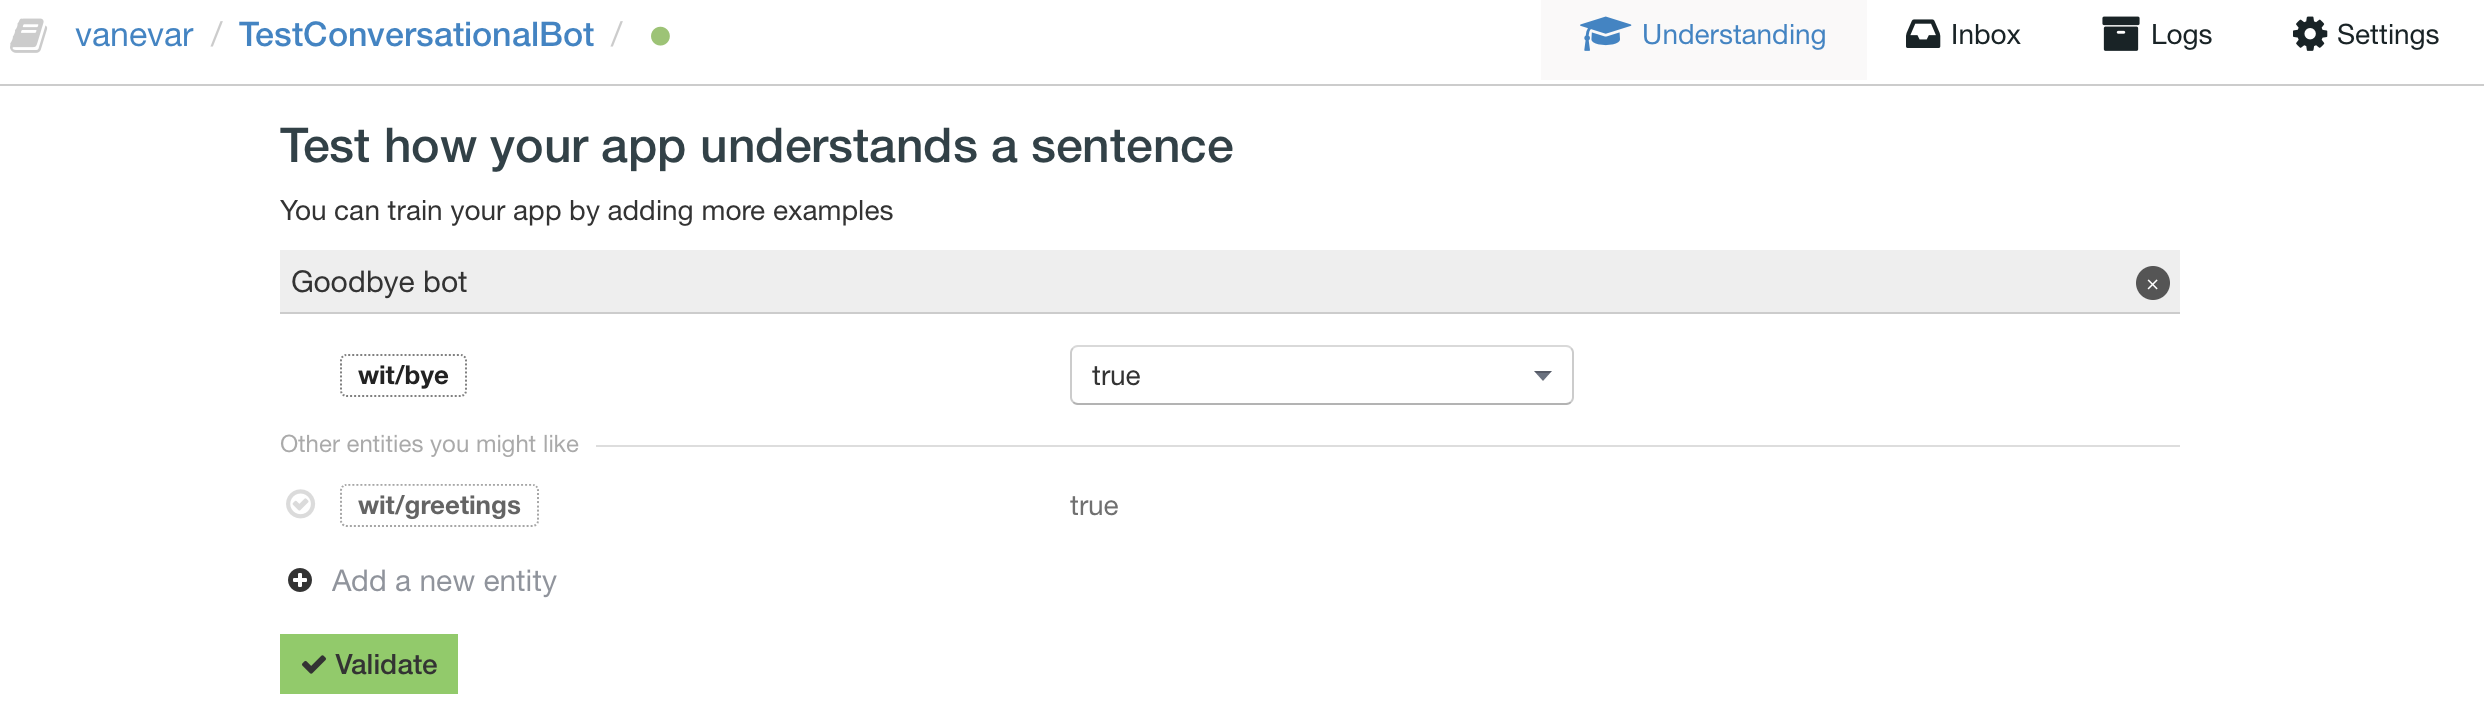 vanevar / TestConversationalBot / Understanding Inbox Logs Settings
Test how your app understands a sentence
You can train your app by adding more examples
Goodbye bot
wit/bye true
Other entities you might like
wit/greetings true
Add a new entity
Validate